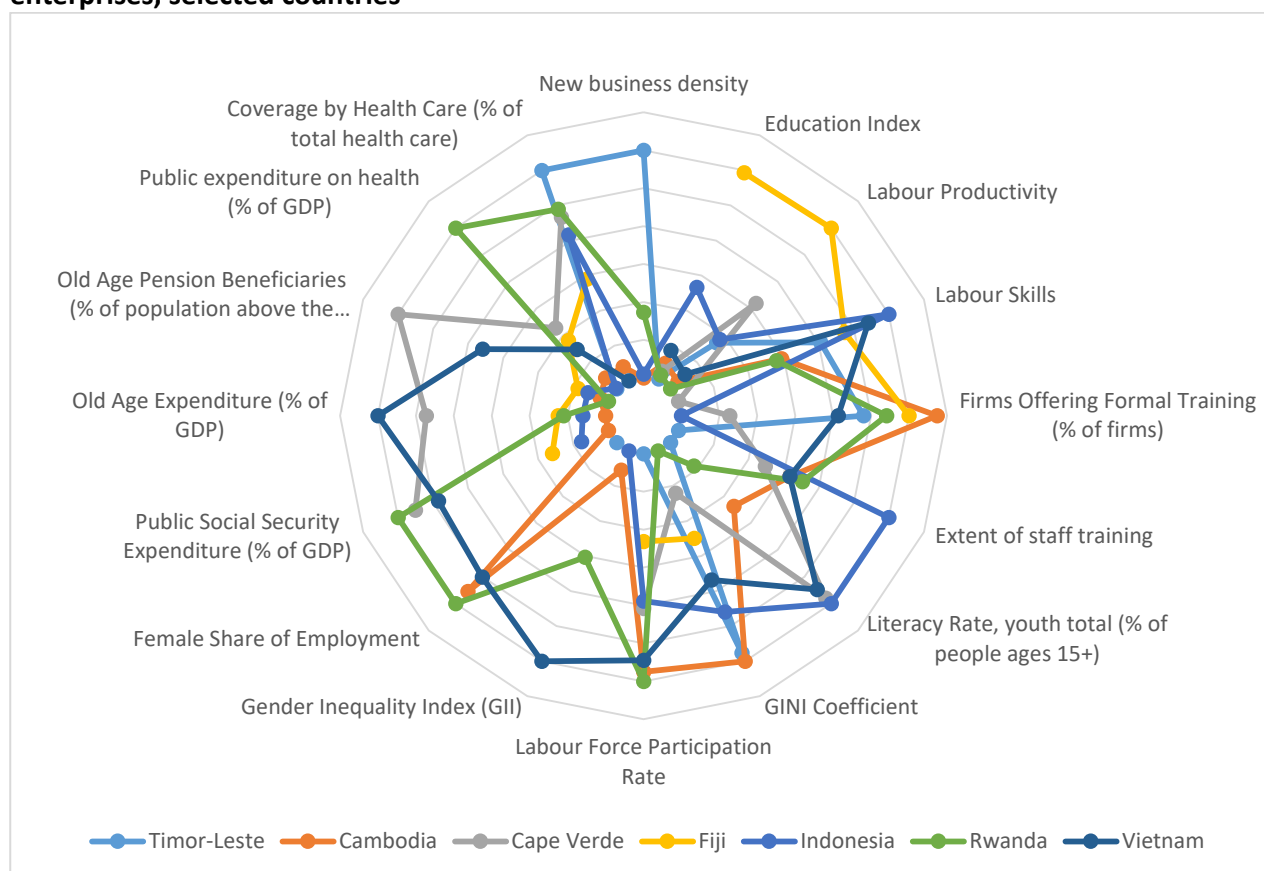 enterprises, selected countries
New business density
Coverage by Health Care (% of
total health care)
Education Index
Public expenditure on health
(% of GDP)
Labour Productivity
Old Age Pension Beneficiaries
(% of population above the...
Labour Skills
Old Age Expenditure (% of
GDP)
Firms Offering Formal Training
(% of firms)
Public Social Security
Expenditure (% of GDP)
Extent of staff training
Female Share of Employment
Literacy Rate, youth total (% of
people ages 15+)
Gender Inequality Index (GII)
GINI Coefficient
Labour Force Participation
Rate
Timor-Leste Cambodia Cape Verde Fiji Indonesia Rwanda Vietnam